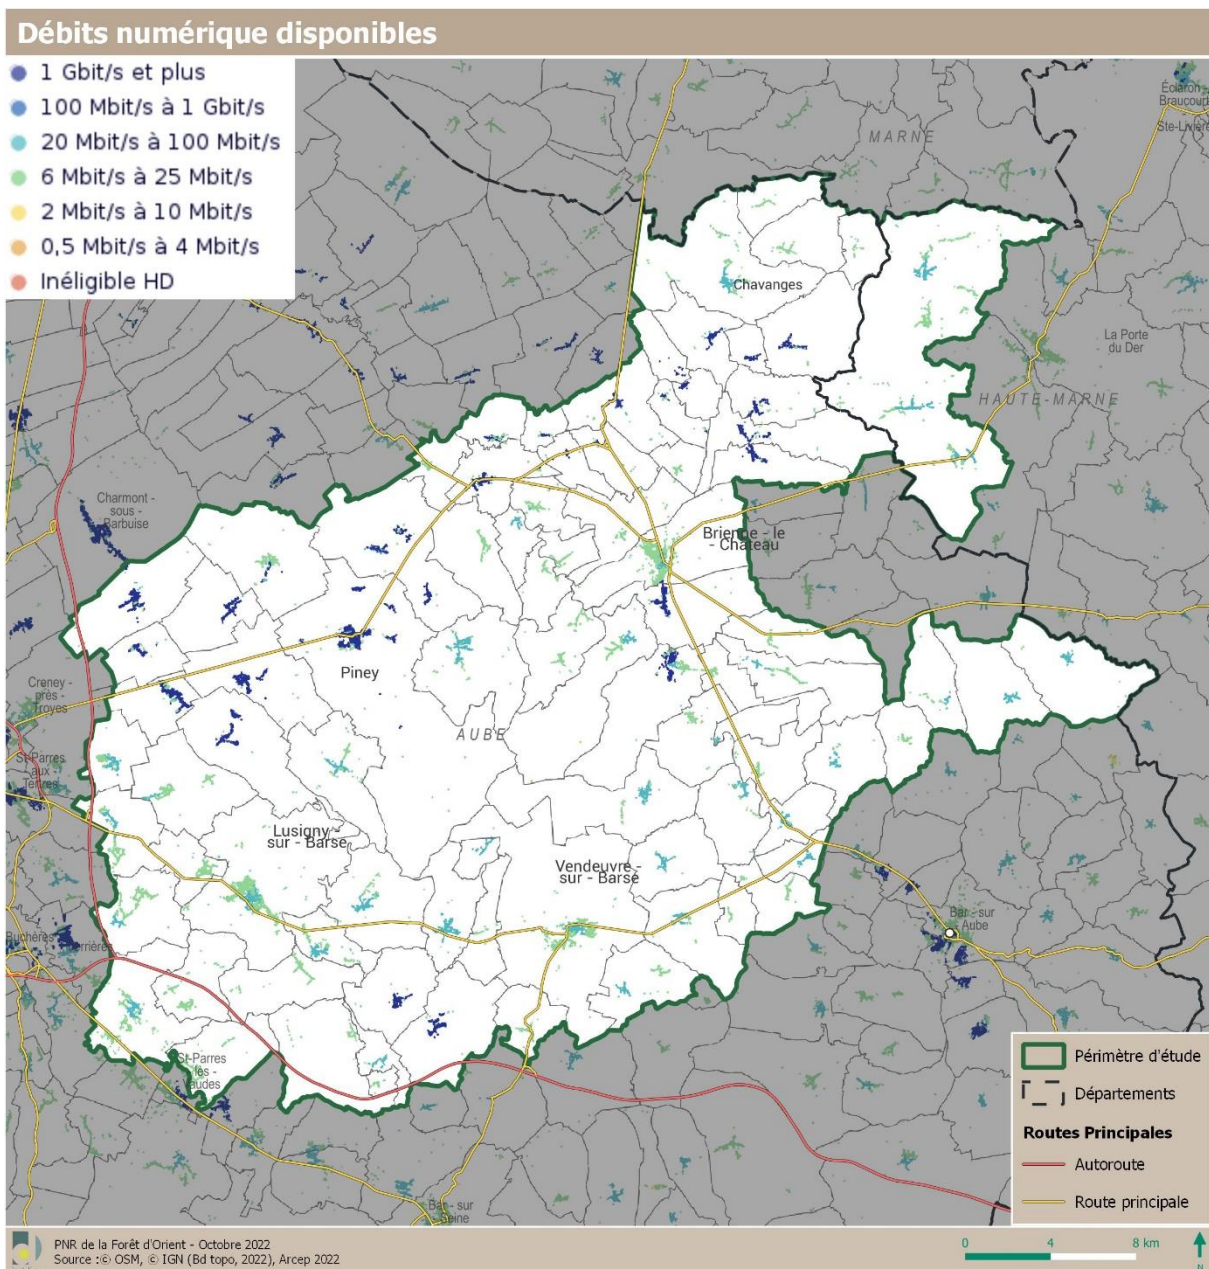 Débits numérique disponibles
1 Gbit/s et plus
100 Mbit/s à 1 Gbit/s
20 Mbit/s à 100 Mbit/s
6 Mbit/s à 25 Mbit/s
2 Mbit/s à 10 Mbit/s
0,5 Mbit/s à 4 Mbit/s
Inéligible HD
Éclaron -
Braucourt -
Ste-Livière
MARNE
Chavanges
La Porte
du Der
HAUTE-MARNE
Charmont -
sous -
Barbuise
Brienne - le
- Château
Piney
Creney -
près -
Troyes
AUBE
St-Parres
aux -
Tertres
Lusigny -
sur - Barse
Vendeuvre -
sur - Barse
Bar - sur
Aube
Buchères
Verrières
St-Parres
lès -
Vaudes
Bar - sur
- Seine
Périmètre d'étude
Départements
Routes Principales
Autoroute
Route principale
PNR de la Forêt d'Orient - Octobre 2022
Source :© OSM, © IGN (Bd topo, 2022), Arcep 2022
0 4 8 km
N